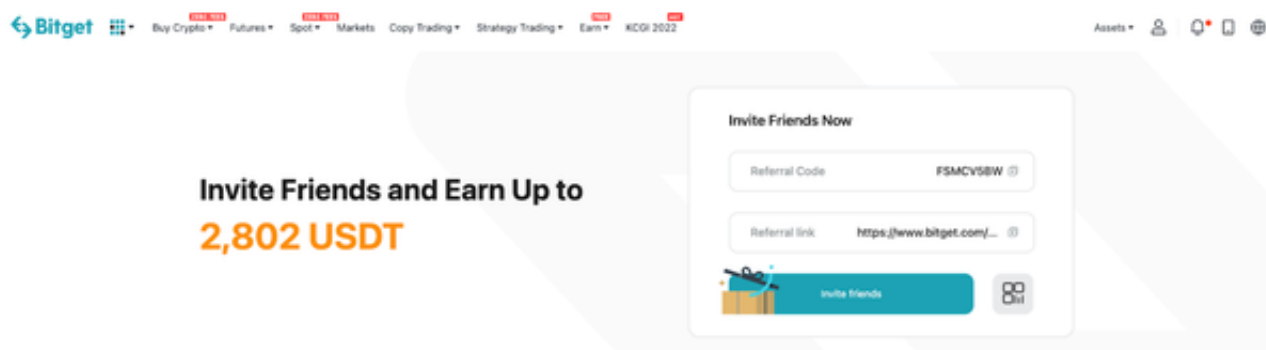 Bitget
Buy Crypto Futures Spot Markets Copy Trading Strategy Trading Earn KCGI 2022
Assets
Invite Friends Now
Referral Code FSMCV5BW
Invite Friends and Earn Up to
2,802 USDT
Referral link https://www.bitget.com/...
Invite friends